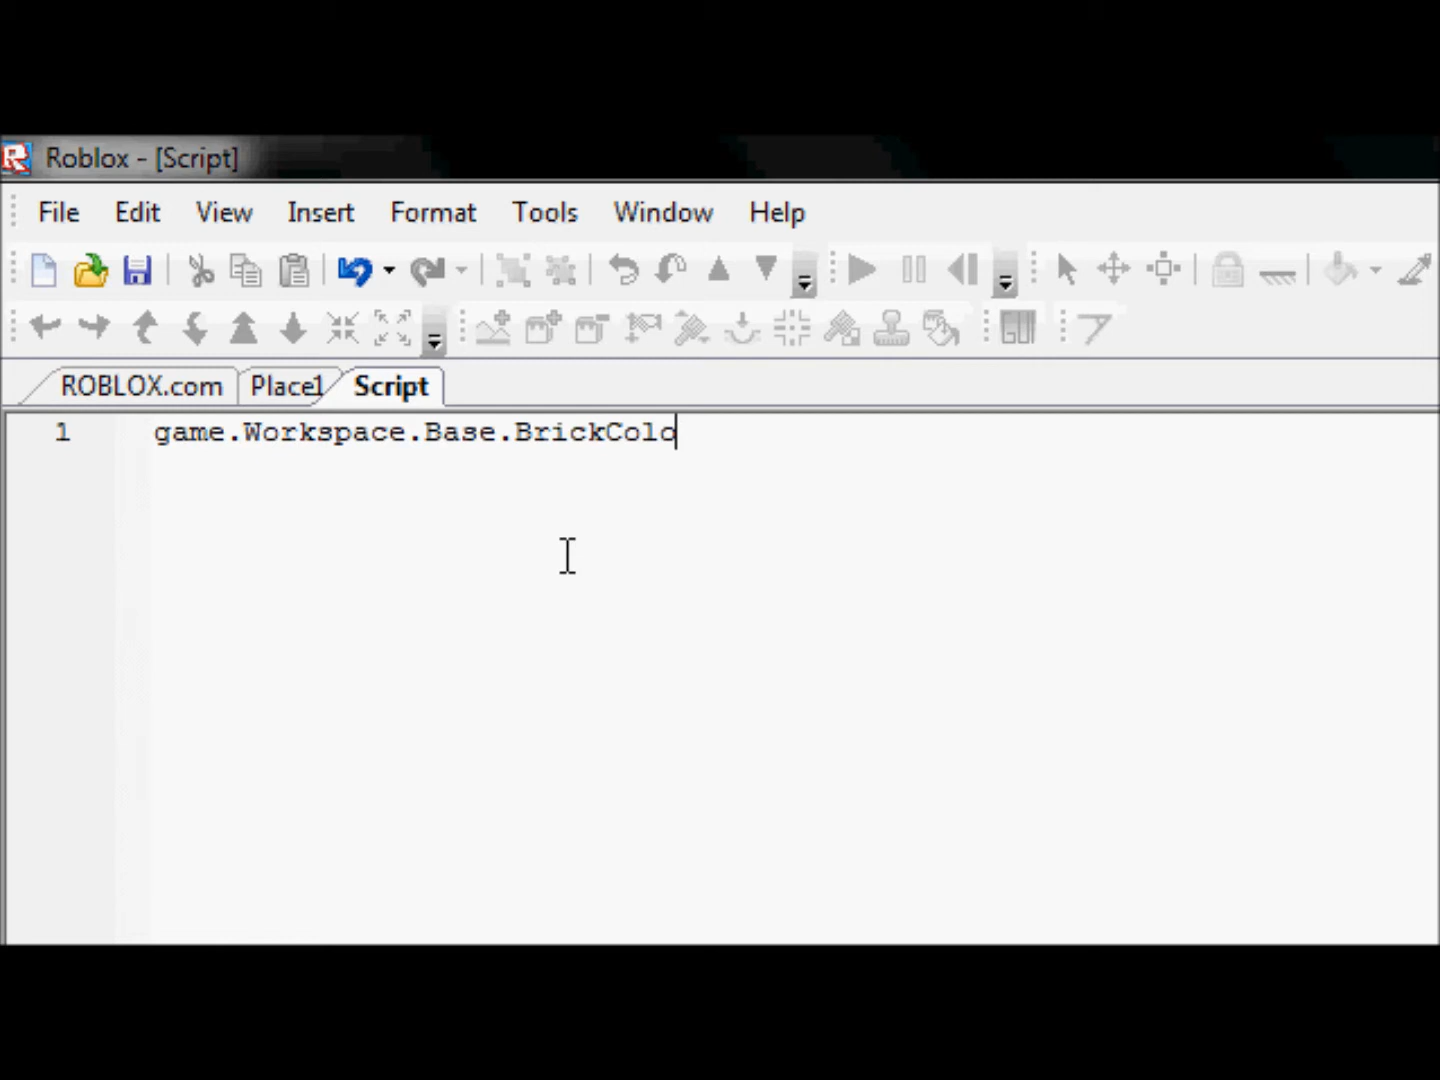 Roblox - [Script]
File Edit View Insert Format Tools Window Help
ROBLOX.com Place1 Script
1 game.Workspace.Base.BrickColo